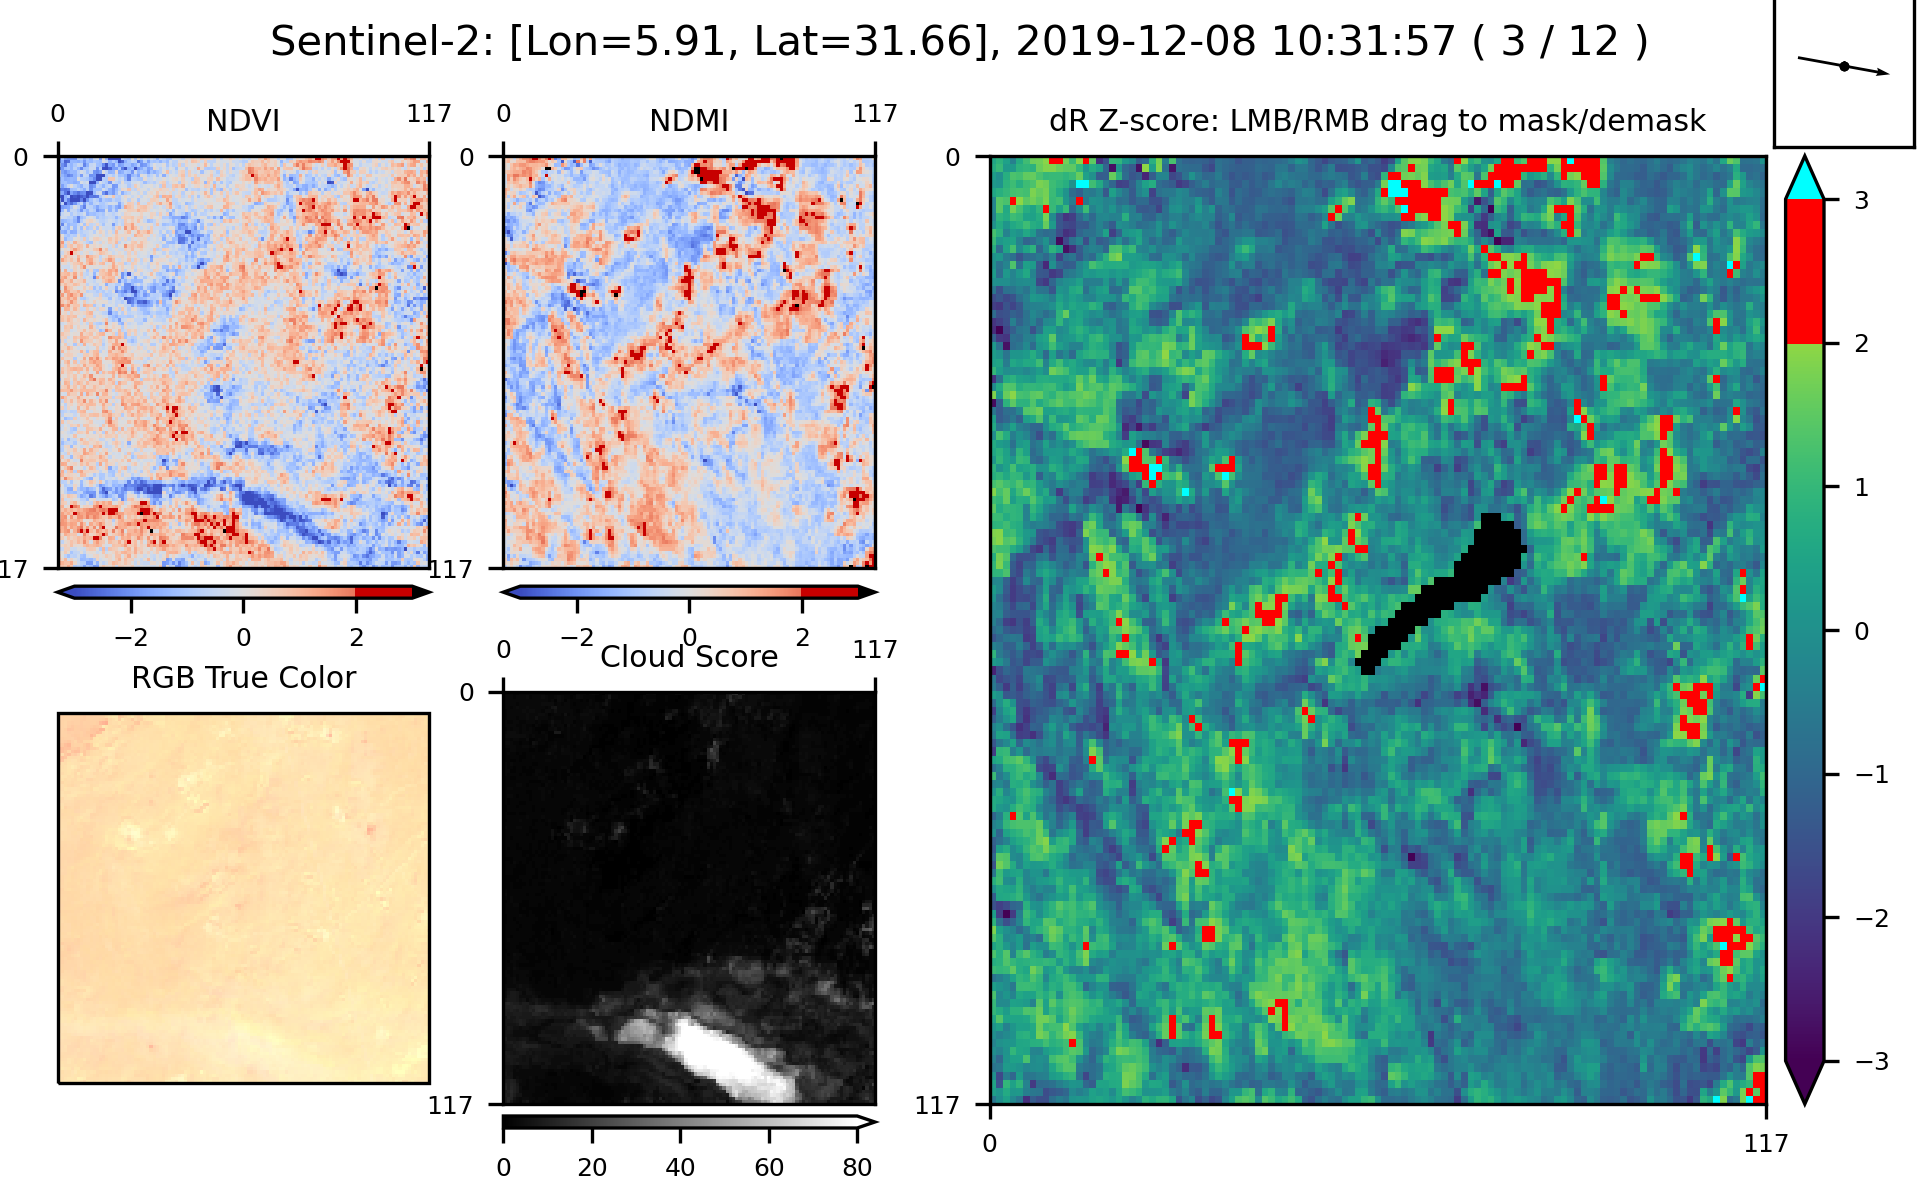 Sentinel-2: [Lon=5.91, Lat=31.66], 2019-12-08 10:31:57 ( 3 / 12 )
0 NDVI 117
0
17
−2 0 2
0 NDMI 117
0
117
−2 0 2
dR Z-score: LMB/RMB drag to mask/demask
0
117
0 117
3
2
1
0
−1
−2
−3
RGB True Color
0 Cloud Score 117
0
117
0 20 40 60 80